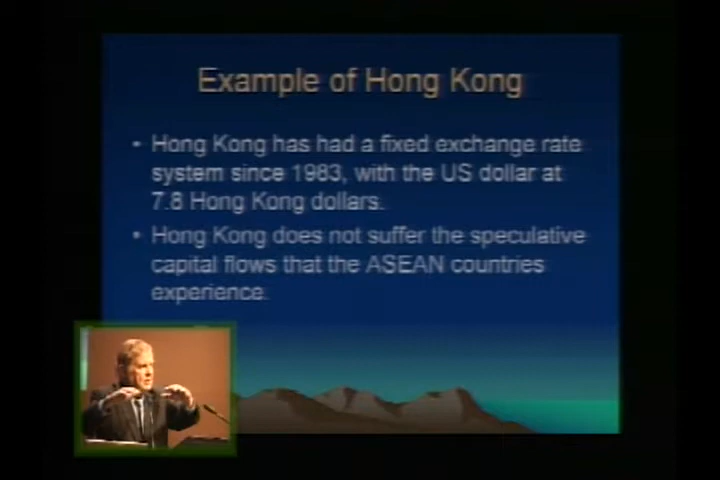 Example of Hong Kong
• Hong Kong has had a fixed exchange rate
system since 1983, with the US dollar at
7.8 Hong Kong dollars.
• Hong Kong does not suffer the speculative
capital flows that the ASEAN countries
experience.